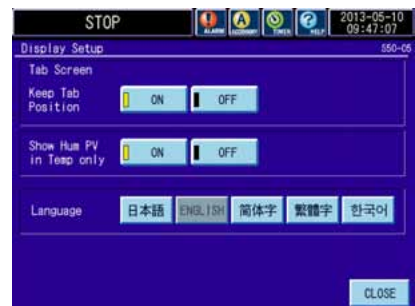 STOP
ALARM
ACCESSORY
TIMER
HELP
2013-05-10
09:47:07
Display Setup
S50-05
Tab Screen
Keep Tab
Position
ON
OFF
Show Hum PV
in Temp only
ON
OFF
Language
日本語
ENGLISH
简体字
繁體字
한국어
CLOSE